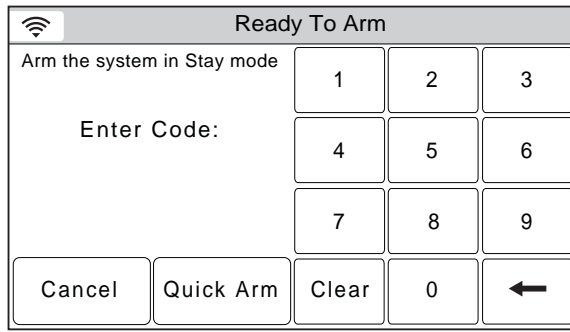 Ready To Arm
Arm the system in Stay mode
Enter Code:
1 2 3
4 5 6
7 8 9
Cancel Quick Arm Clear 0